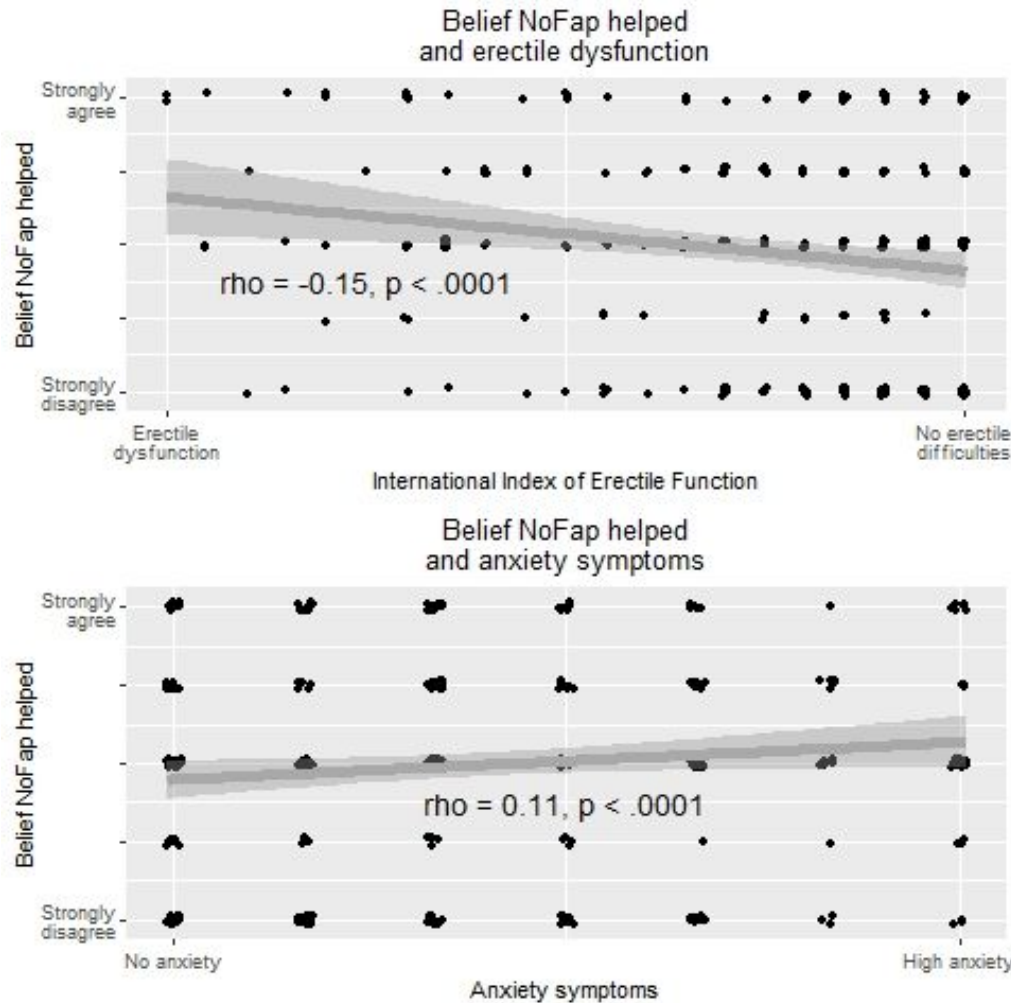 Belief NoFap helped
and erectile dysfunction
Strongly
agree
Belief NoFap helped
rho = -0.15, p < .0001
Strongly
disagree
Erectile
dysfunction
No erectile
difficulties
International Index of Erectile Function
Belief NoFap helped
and anxiety symptoms
Strongly
agree
Belief NoFap helped
rho = 0.11, p < .0001
Strongly
disagree
No anxiety
High anxiety
Anxiety symptoms